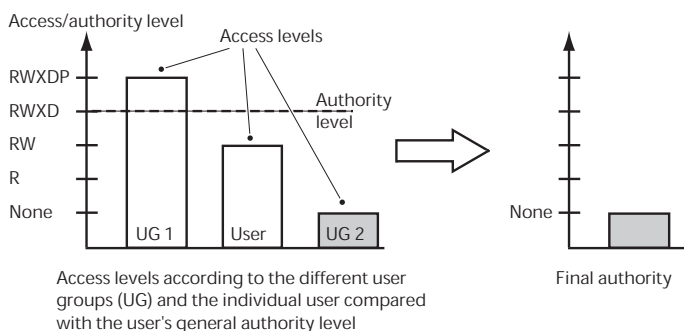 Access/authority level
Access levels
RWXDP
RWXD
Authority
level
RW
R
None
UG 1
User
UG 2
None
Access levels according to the different user
groups (UG) and the individual user compared
with the user's general authority level
Final authority